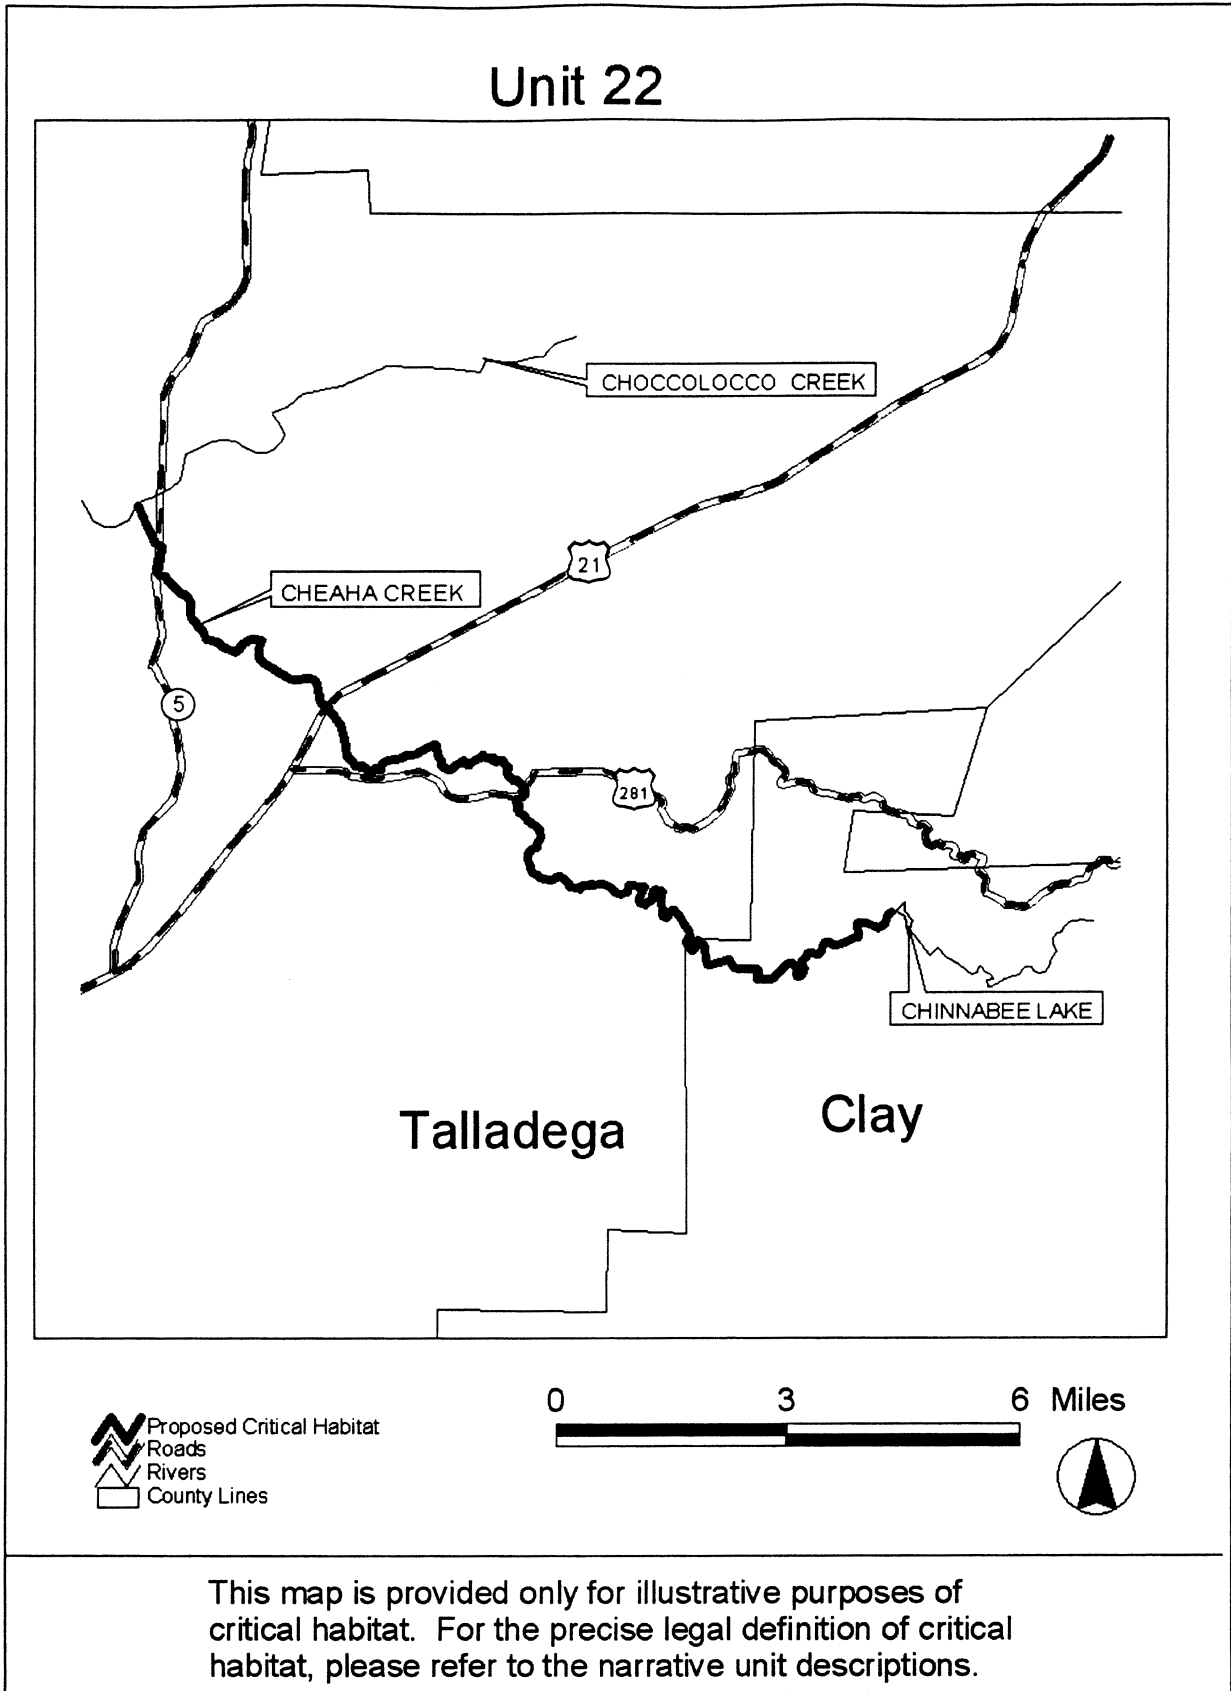 Unit 22
CHOCCOLOCCO CREEK
21
CHEAHA CREEK
5
281
CHINNABEE LAKE
Talladega
Clay
0 3 6 Miles
Proposed Critical Habitat
Roads
Rivers
County Lines
This map is provided only for illustrative purposes of
critical habitat. For the precise legal definition of critical
habitat, please refer to the narrative unit descriptions.